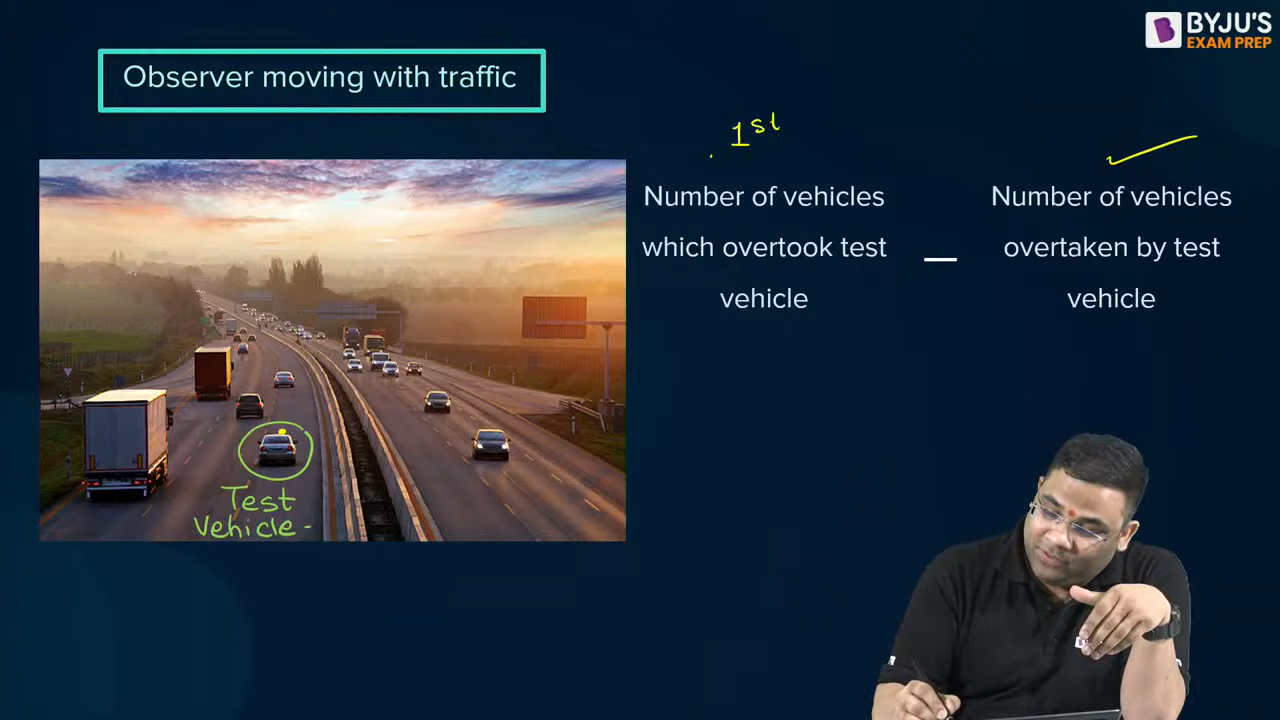 BYJU'S
EXAM PREP
Observer moving with traffic
1st
Number of vehicles
which overtook test
vehicle
—
Number of vehicles
overtaken by test
vehicle
Test
Vehicle -